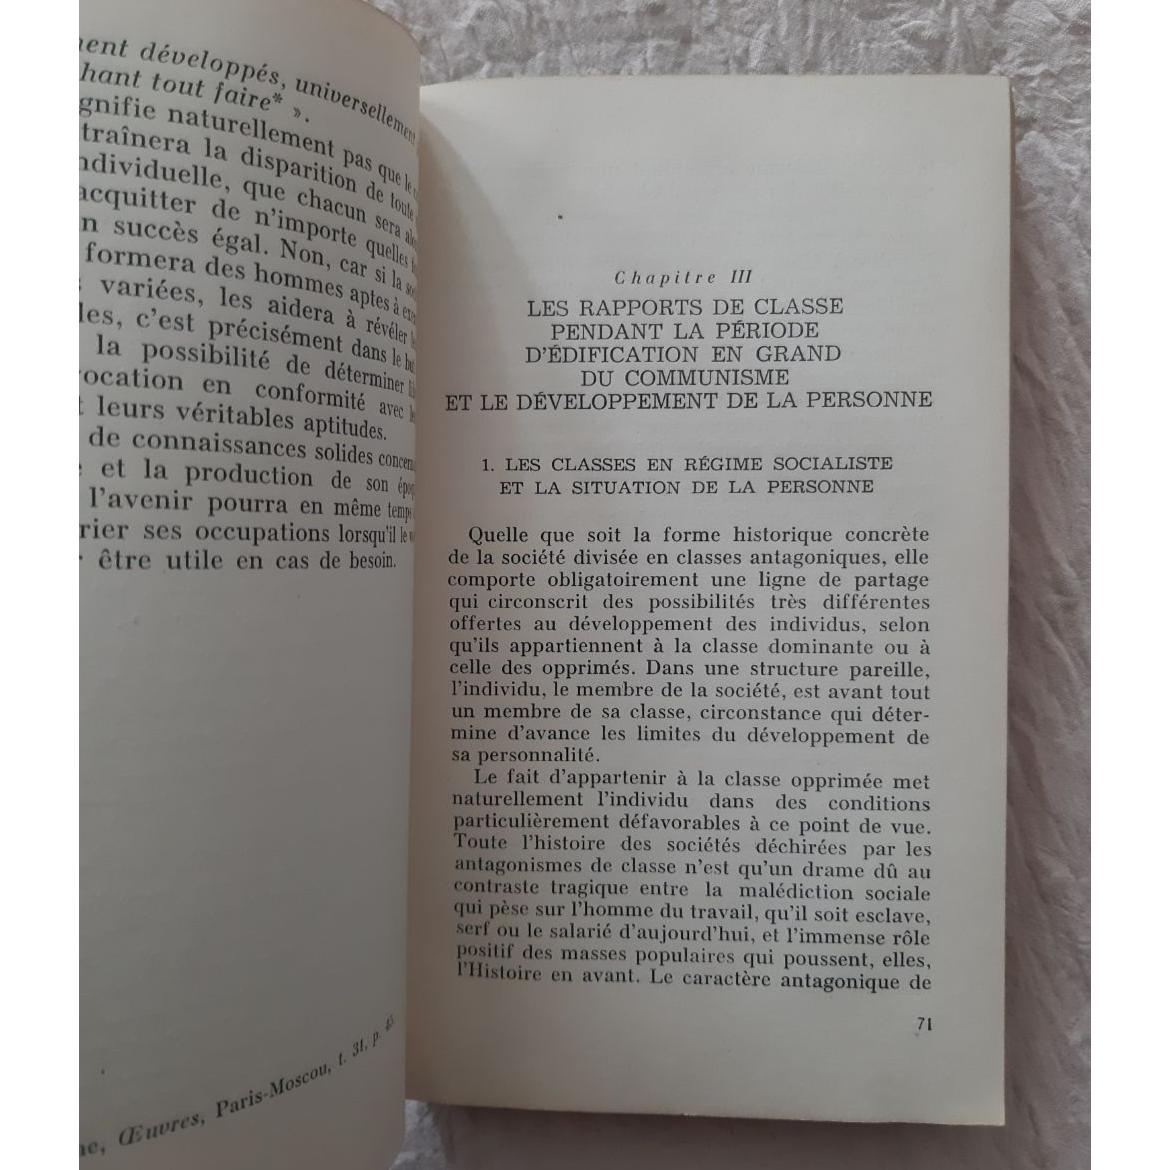 ment développés, universellement
hant tout faire* ».
gnifie naturellement pas que le
traînera la disparition de toute
dividuelle, que chacun sera
acquitter de n'importe quelles
n succès égal. Non, car si la
formera des hommes aptes à
s variées, les aidera à révéler
les, c'est précisément dans le but
la possibilité de déterminer
vocation en conformité avec
t leurs véritables aptitudes.
de connaissances solides
e et la production de son
l'avenir pourra en même temps
rier ses occupations lorsqu'il le
r être utile en cas de besoin.
ne, Œuvres, Paris-Moscou, t. 31, p. 45
Chapitre III
LES RAPPORTS DE CLASSE
PENDANT LA PÉRIODE
D'ÉDIFICATION EN GRAND
DU COMMUNISME
ET LE DÉVELOPPEMENT DE LA PERSONNE
1. LES CLASSES EN RÉGIME SOCIALISTE
ET LA SITUATION DE LA PERSONNE
Quelle que soit la forme historique concrète
de la société divisée en classes antagoniques, elle
comporte obligatoirement une ligne de partage
qui circonscrit des possibilités très différentes
offertes au développement des individus, selon
qu'ils appartiennent à la classe dominante ou à
celle des opprimés. Dans une structure pareille,
l'individu, le membre de la société, est avant tout
un membre de sa classe, circonstance qui déter-
mine d'avance les limites du développement de
sa personnalité.
Le fait d'appartenir à la classe opprimée met
naturellement l'individu dans des conditions
particulièrement défavorables à ce point de vue.
Toute l'histoire des sociétés déchirées par les
antagonismes de classe n'est qu'un drame dû au
contraste tragique entre la malédiction sociale
qui pèse sur l'homme du travail, qu'il soit esclave,
serf ou le salarié d'aujourd'hui, et l'immense rôle
positif des masses populaires qui poussent, elles,
l'Histoire en avant. Le caractère antagonique de
71